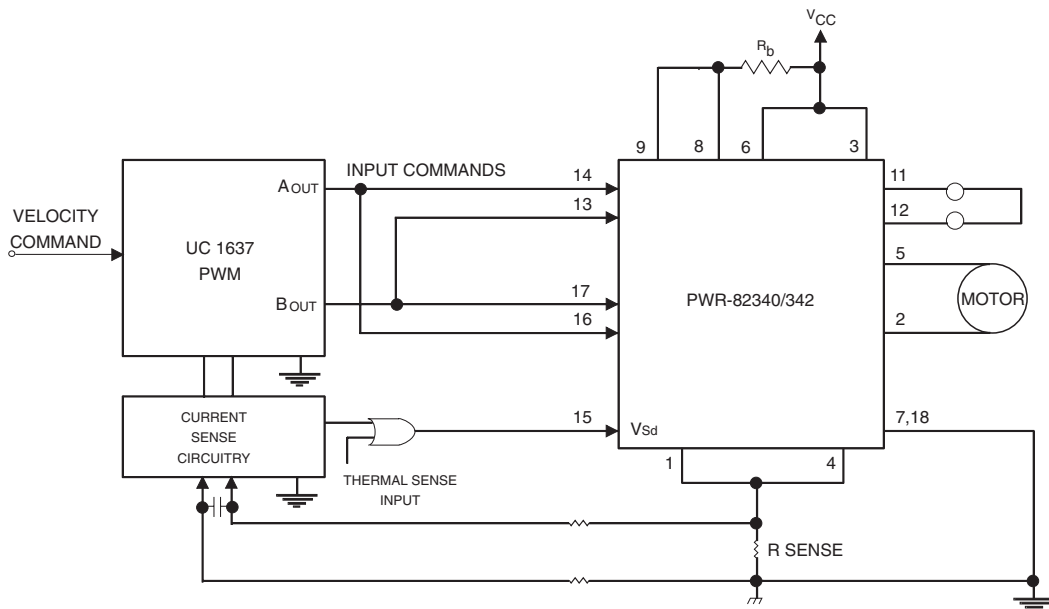 VCC
Rb
9
8
6
3
INPUT COMMANDS
A OUT
14
11
13
12
VELOCITY
COMMAND
UC 1637
PWM
5
B OUT
17
PWR-82340/342
MOTOR
16
2
CURRENT
SENSE
CIRCUITRY
15
VSd
7,18
1
4
THERMAL SENSE
INPUT
R SENSE